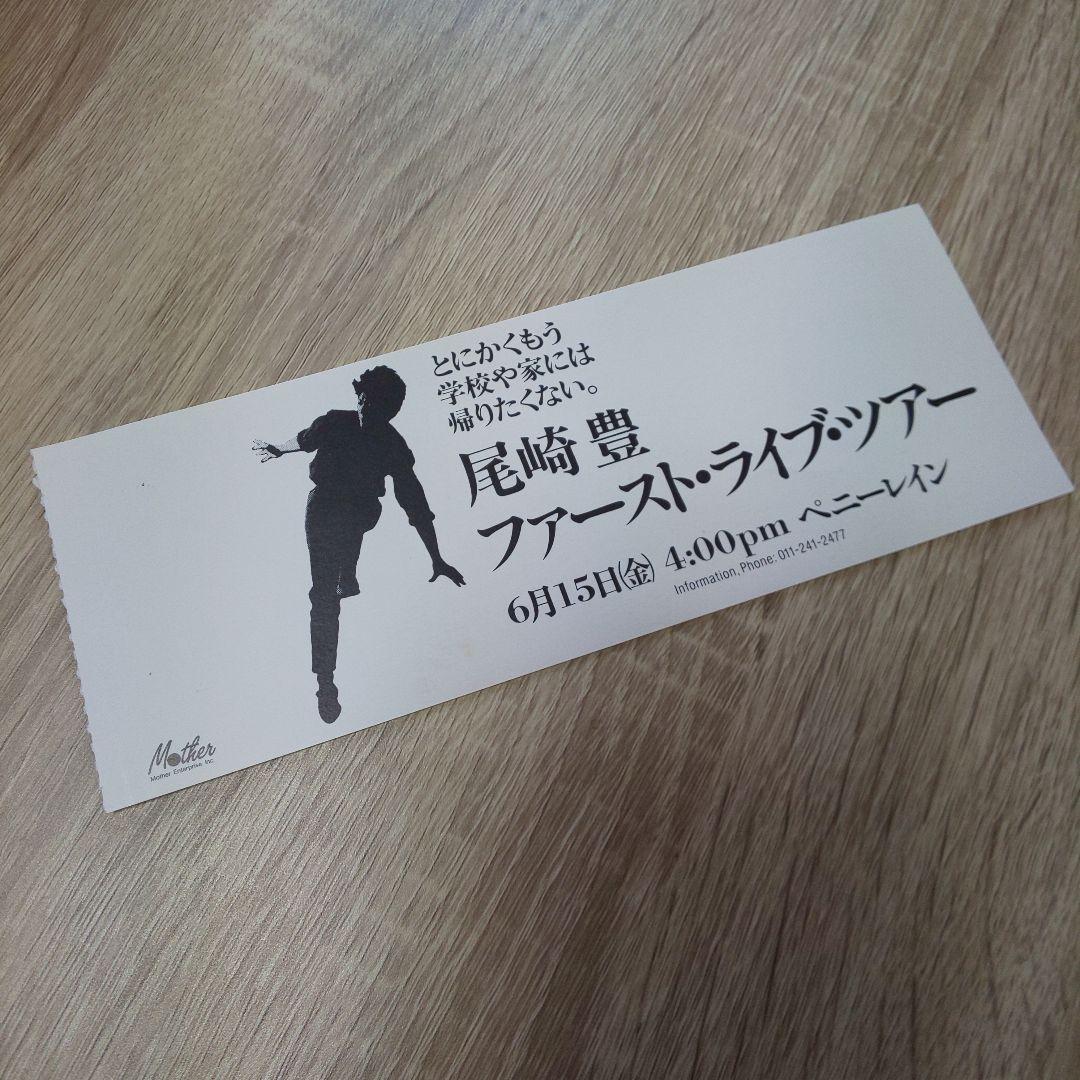 とにかくもう
学校や家には
帰りたくない。
尾崎 豊
ファースト・ライブ・ツアー
6月15日㈮ 4:00pm ペニーレイン
Information, Phone: 011-241-2477
Mother
Mother Enterprise Inc.